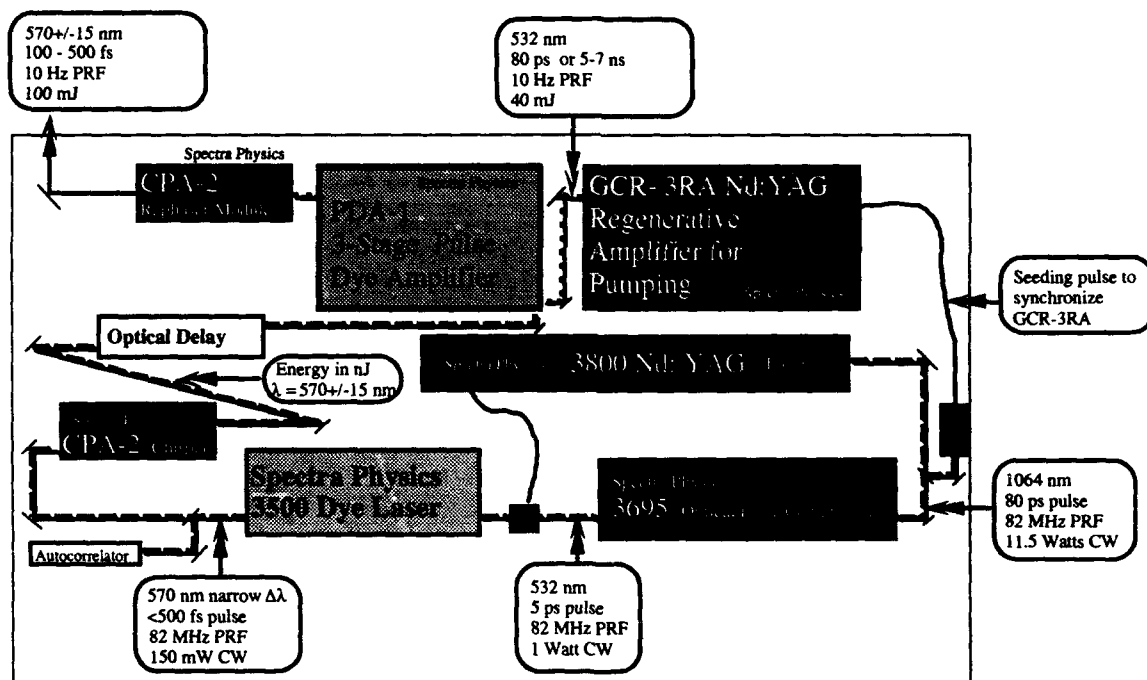 570+/-15 nm
100 - 500 fs
10 Hz PRF
100 mJ
532 nm
80 ps or 5-7 ns
10 Hz PRF
40 mJ
Spectra Physics
CPA-2
Module
PDA-1
3-Stage Pulse
Dye Amplifier
GCR- 3RA Nd:YAG
Regenerative
Amplifier for
Pumping
Seeding pulse to
synchronize
GCR-3RA
Optical Delay
3800 Nd: YAG
Energy in nJ
λ = 570+/-15 nm
CPA-2
Spectra Physics
3500 Dye Laser
3695
1064 nm
80 ps pulse
82 MHz PRF
11.5 Watts CW
Autocorrelator
570 nm narrow Δλ
<500 fs pulse
82 MHz PRF
150 mW CW
532 nm
5 ps pulse
82 MHz PRF
1 Watt CW